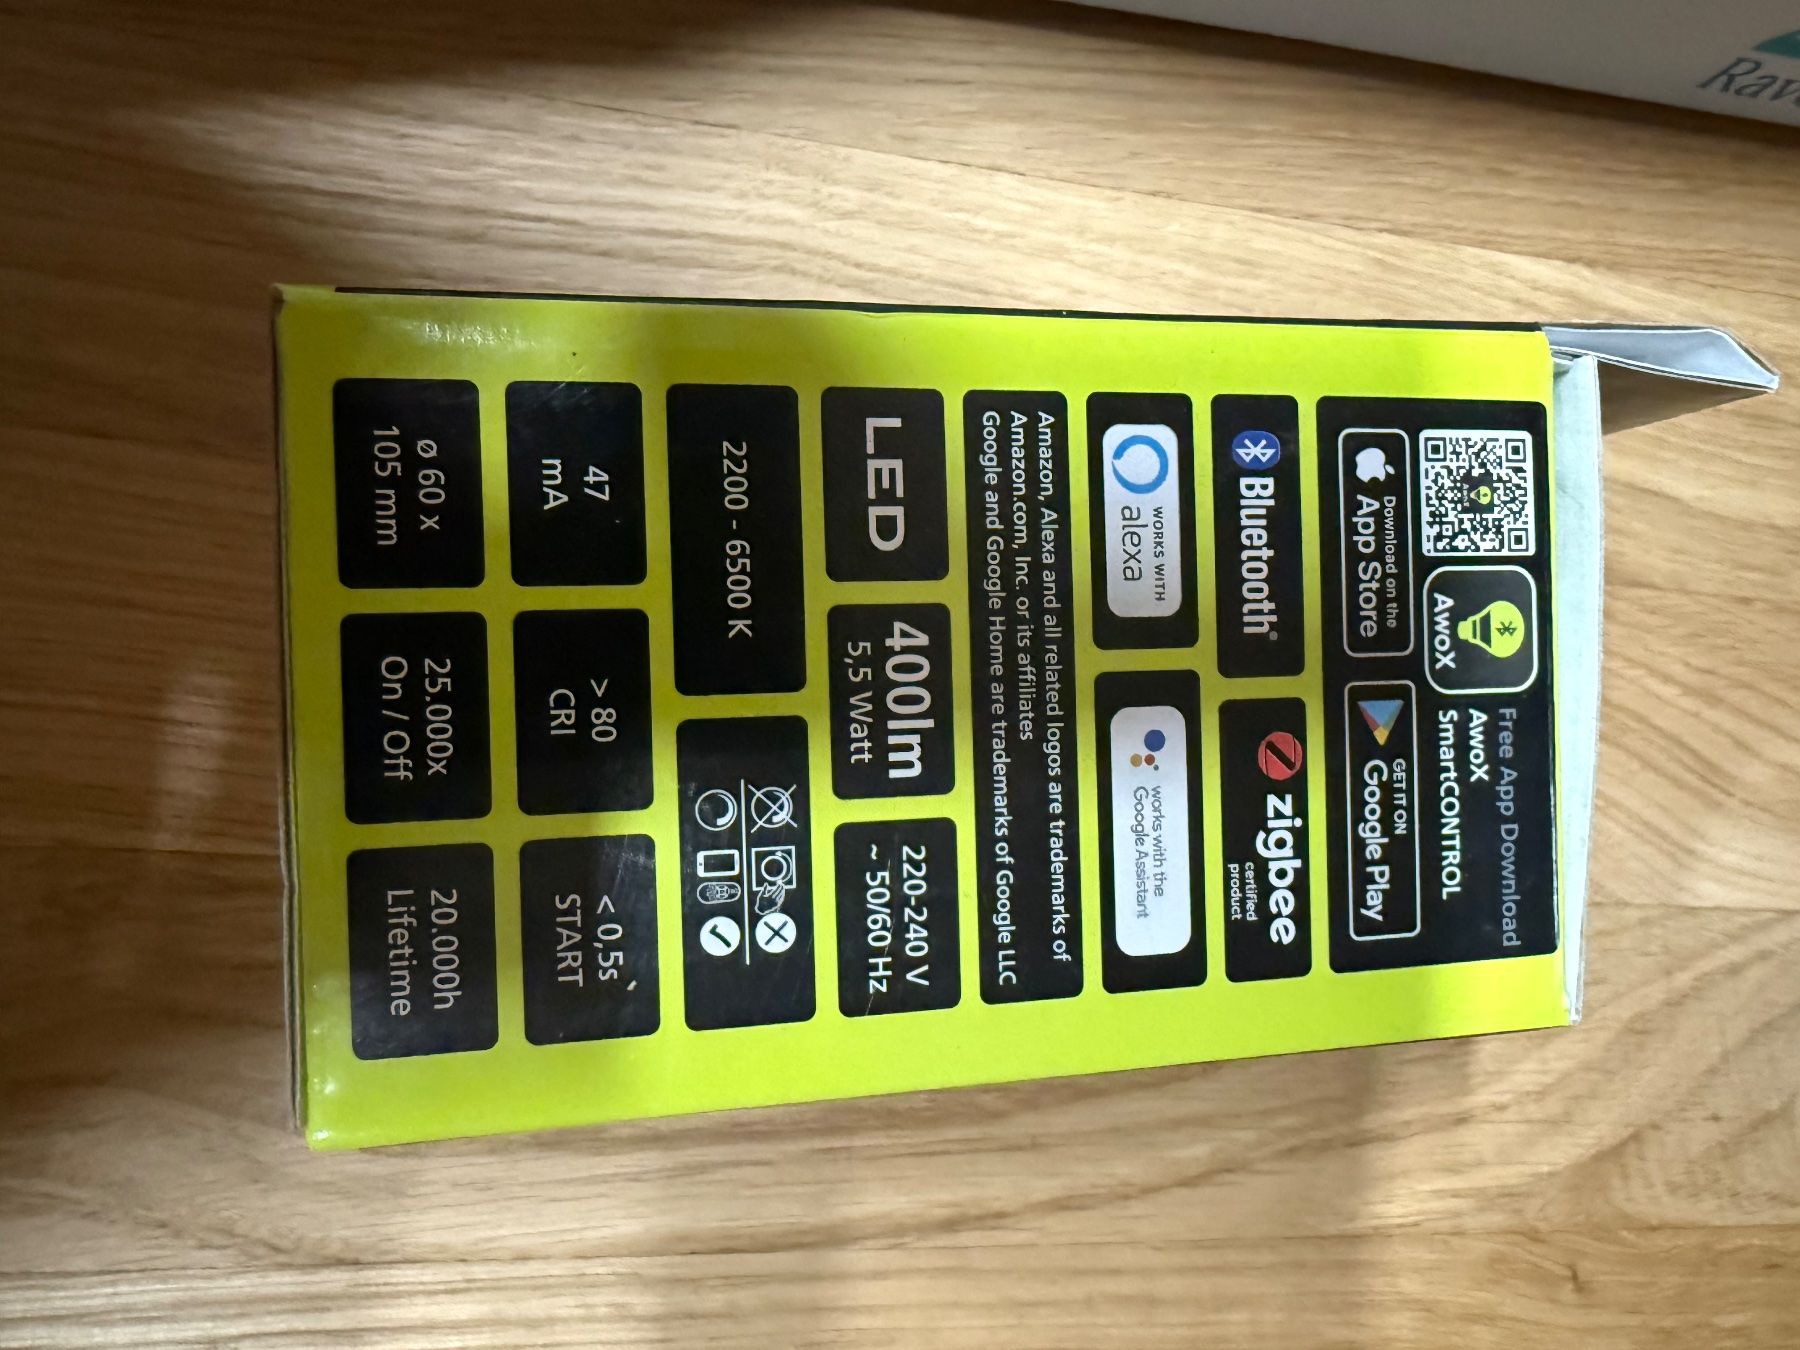 Free App Download
AwoX
SmartCONTROL
AwoX
Download on the
App Store
GET IT ON
Google Play
Bluetooth®
zigbee
certified
product
WORKS WITH
alexa
works with the
Google Assistant
Amazon, Alexa and all related logos are trademarks of
Amazon.com, Inc. or its affiliates
Google and Google Home are trademarks of Google LLC
LED
400lm
5,5 Watt
220-240 V
~ 50/60 Hz
2200 - 6500 K
47
mA
> 80
CRI
< 0,5s
START
ø 60 x
105 mm
25.000x
On / Off
20.000h
Lifetime